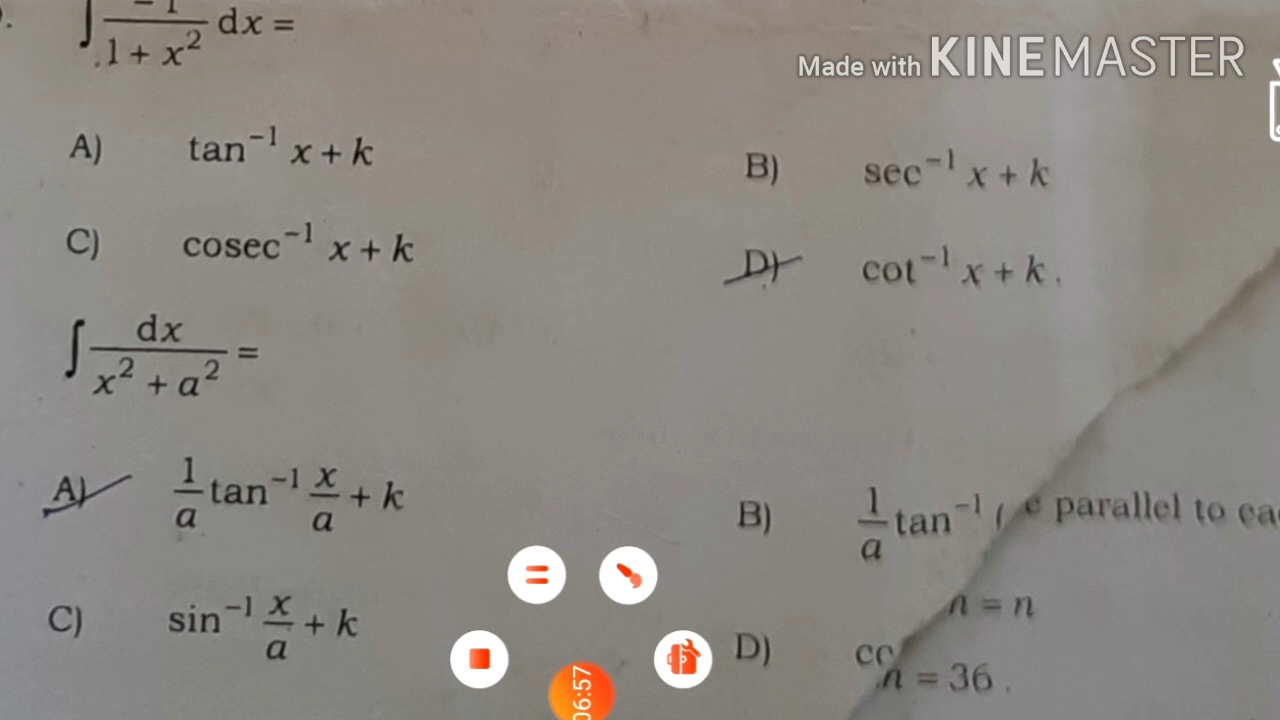 ∫ −1/(1 + x²) dx =
Made with KINEMASTER
A) tan⁻¹ x + k
B) sec⁻¹ x + k
C) cosec⁻¹ x + k
D) cot⁻¹ x + k .
∫ dx/(x² + a²) =
A) 1/a tan⁻¹ x/a + k
B) 1/a tan⁻¹ (
e parallel to ea
n = n
C) sin⁻¹ x/a + k
D) co
n = 36 .
06:57